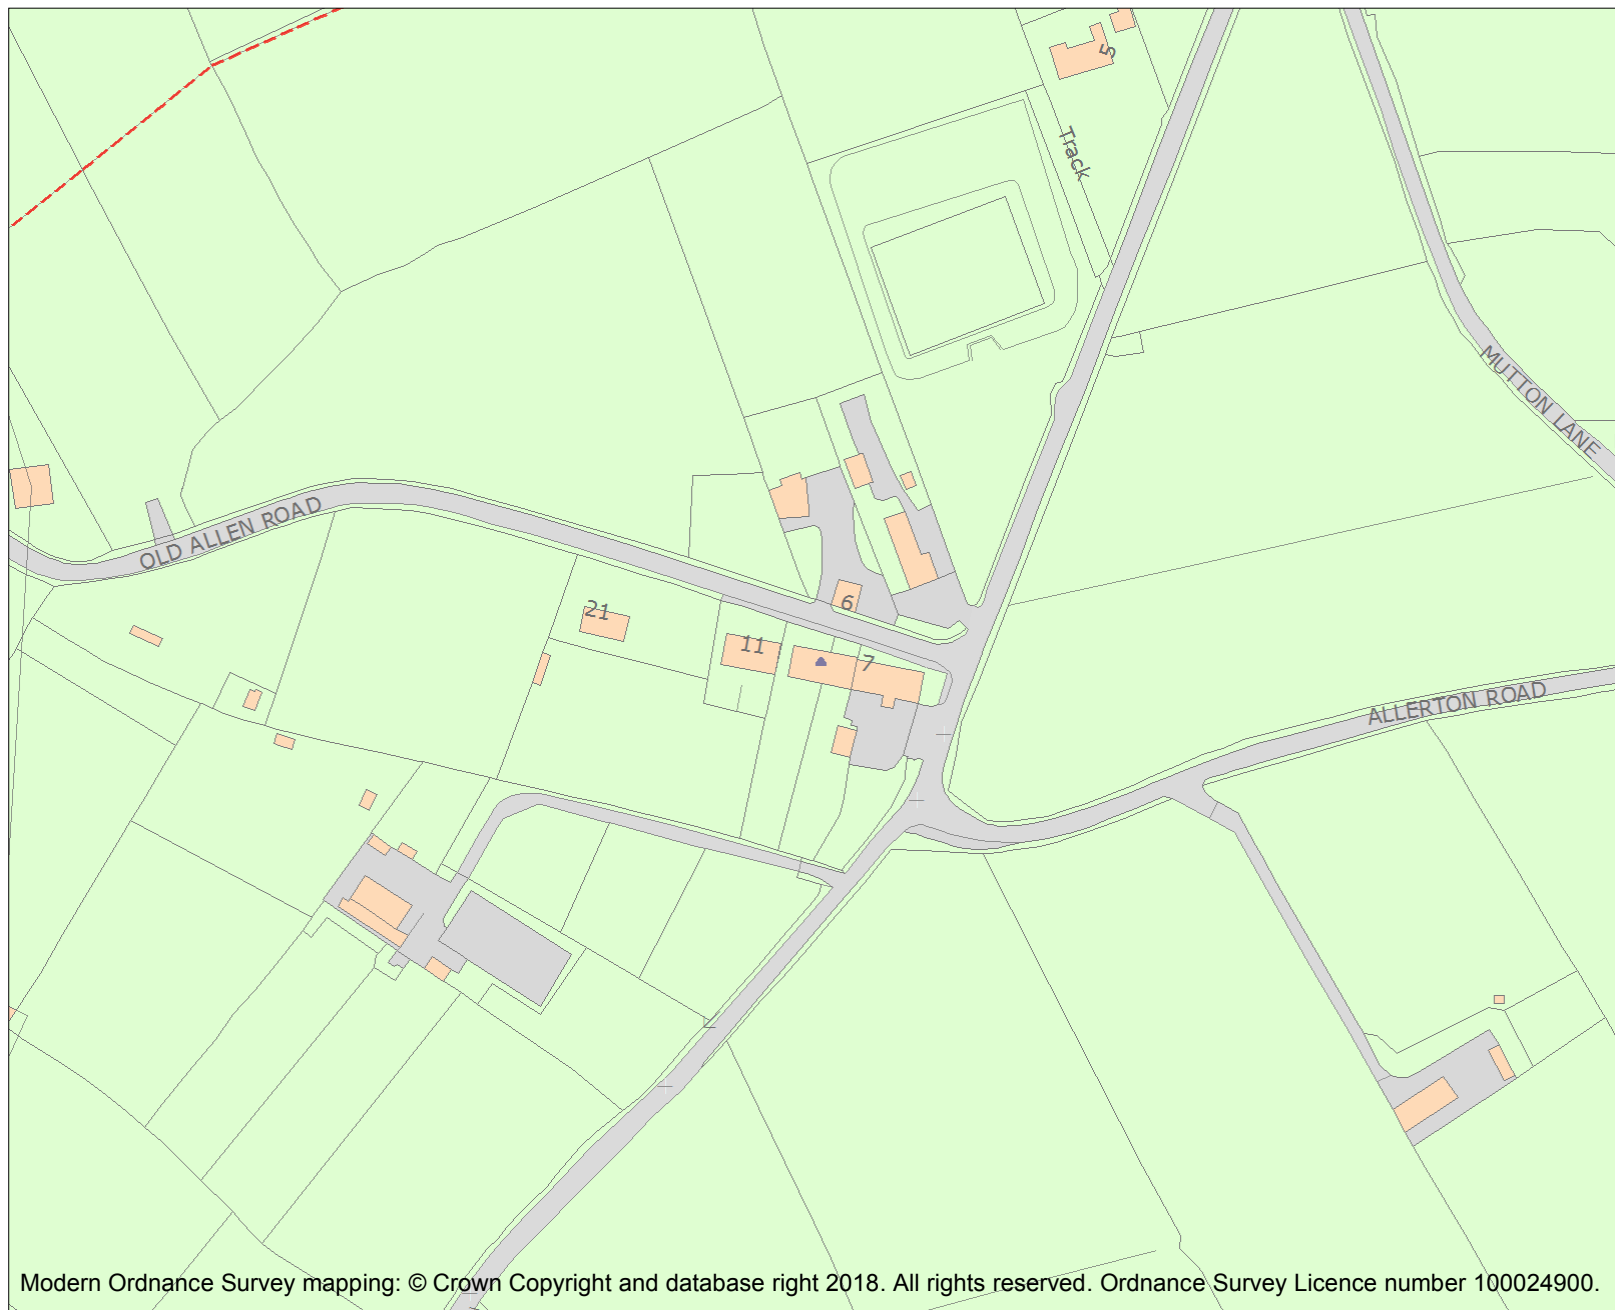 5
Track
MUTTON LANE
OLD ALLEN ROAD
6
21
11
7
ALLERTON ROAD
Modern Ordnance Survey mapping: © Crown Copyright and database right 2018. All rights reserved. Ordnance Survey Licence number 100024900.